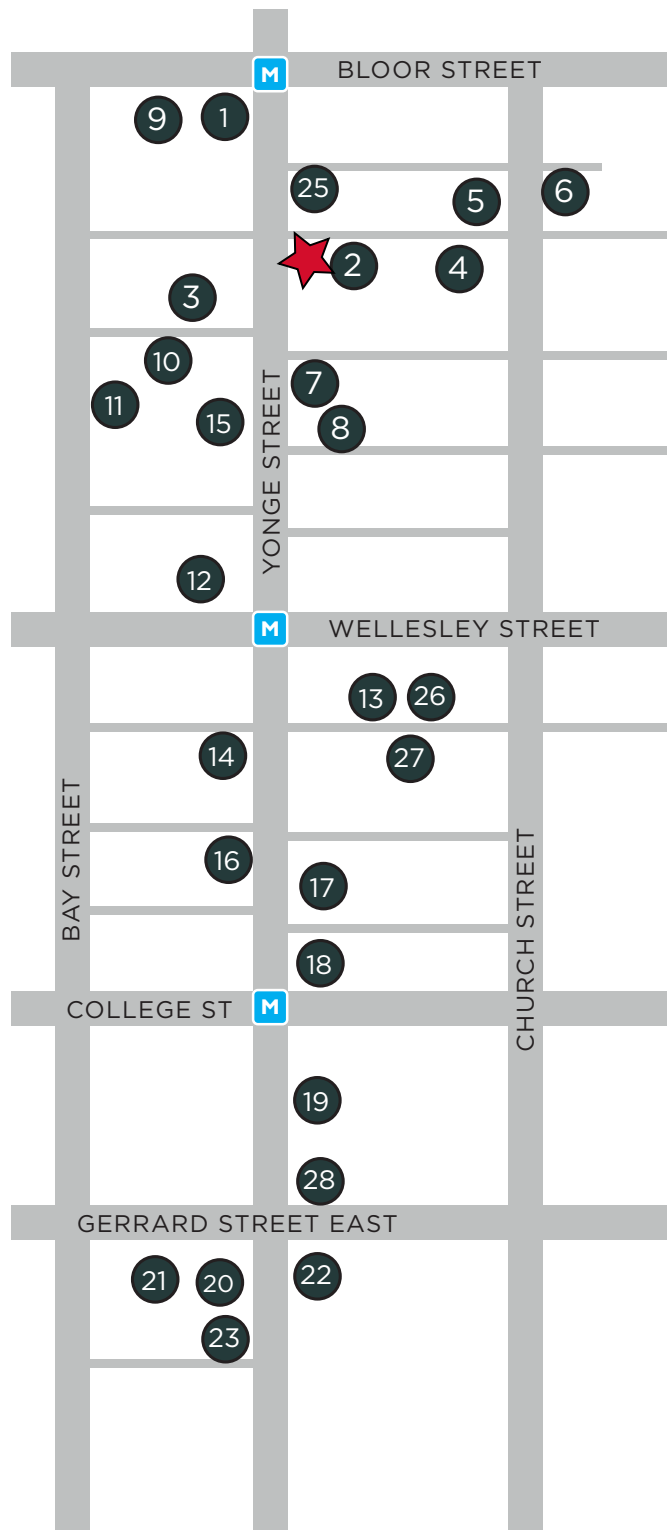 M
BLOOR STREET
9
1
25
5
6
2
4
3
10
7
11
15
8
YONGE STREET
12
M
WELLESLEY STREET
13
26
14
27
BAY STREET
16
17
CHURCH STREET
18
COLLEGE ST
M
19
28
GERRARD STREET EAST
21
20
22
23